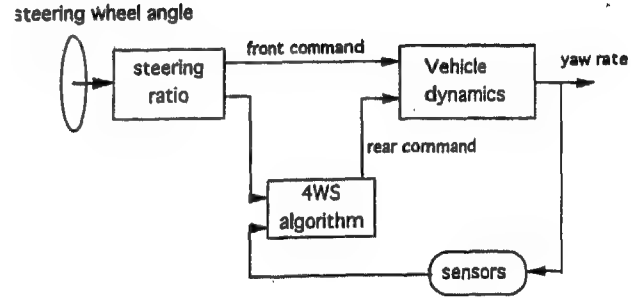 steering wheel angle
steering
ratio
front command
Vehicle
dynamics
yaw rate
rear command
4WS
algorithm
sensors